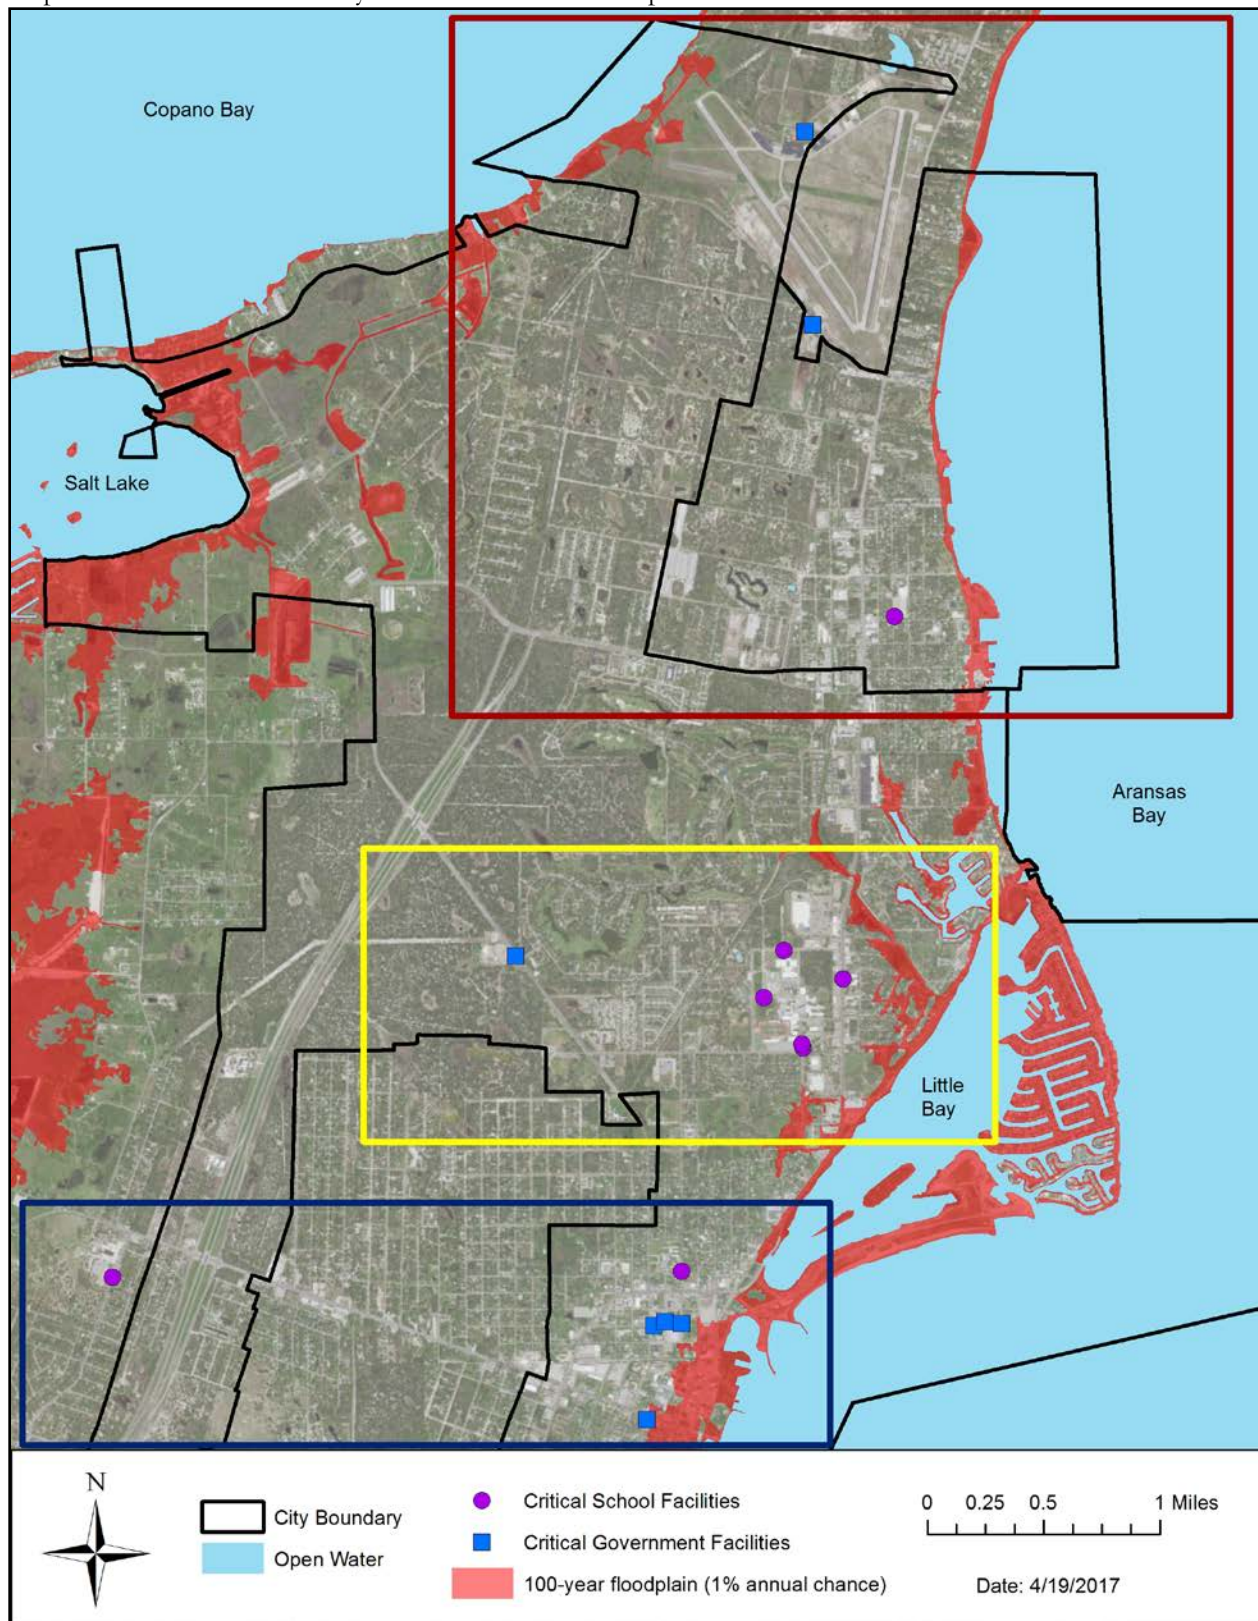 Copano Bay
Salt Lake
Aransas
Bay
Little
Bay
N
City Boundary
Open Water
Critical School Facilities
Critical Government Facilities
100-year floodplain (1% annual chance)
0 0.25 0.5 1 Miles
Date: 4/19/2017